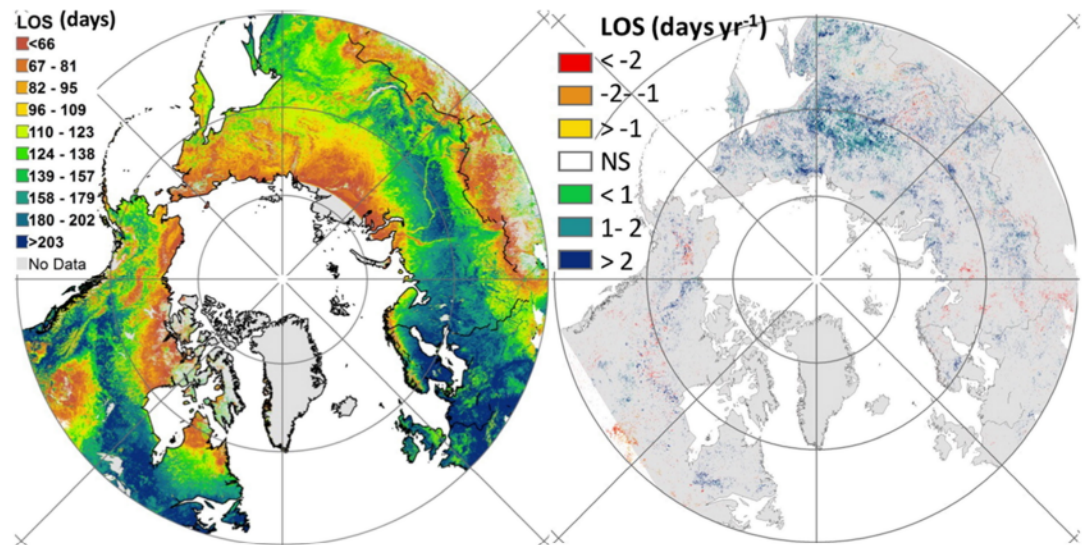 LOS (days)
<66
67 - 81
82 - 95
96 - 109
110 - 123
124 - 138
139 - 157
158 - 179
180 - 202
>203
No Data
LOS (days yr-1)
< -2
-2- -1
> -1
NS
< 1
1- 2
> 2